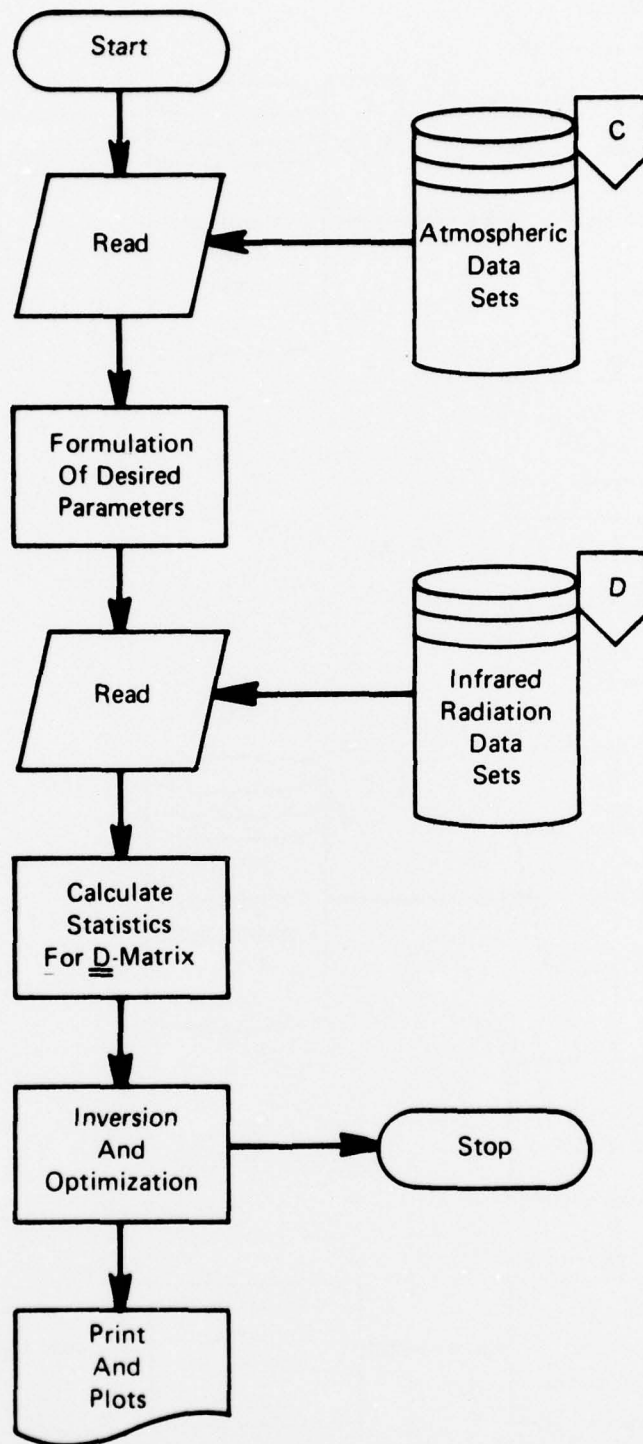 Start
C
Read
Atmospheric
Data
Sets
Formulation
Of Desired
Parameters
D
Read
Infrared
Radiation
Data
Sets
Calculate
Statistics
For D-Matrix
Inversion
And
Optimization
Stop
Print
And
Plots